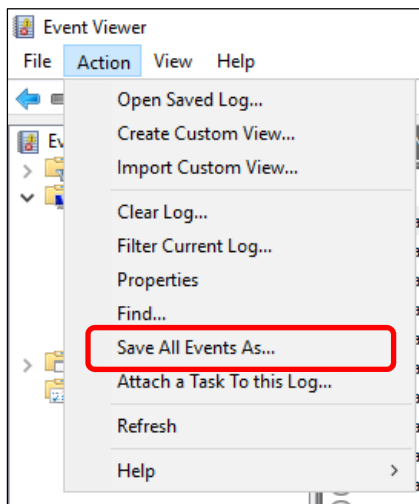 Event Viewer
File Action View Help
Open Saved Log...
Create Custom View...
Import Custom View...
Clear Log...
Filter Current Log...
Properties
Find...
Save All Events As...
Attach a Task To this Log...
Refresh
Help